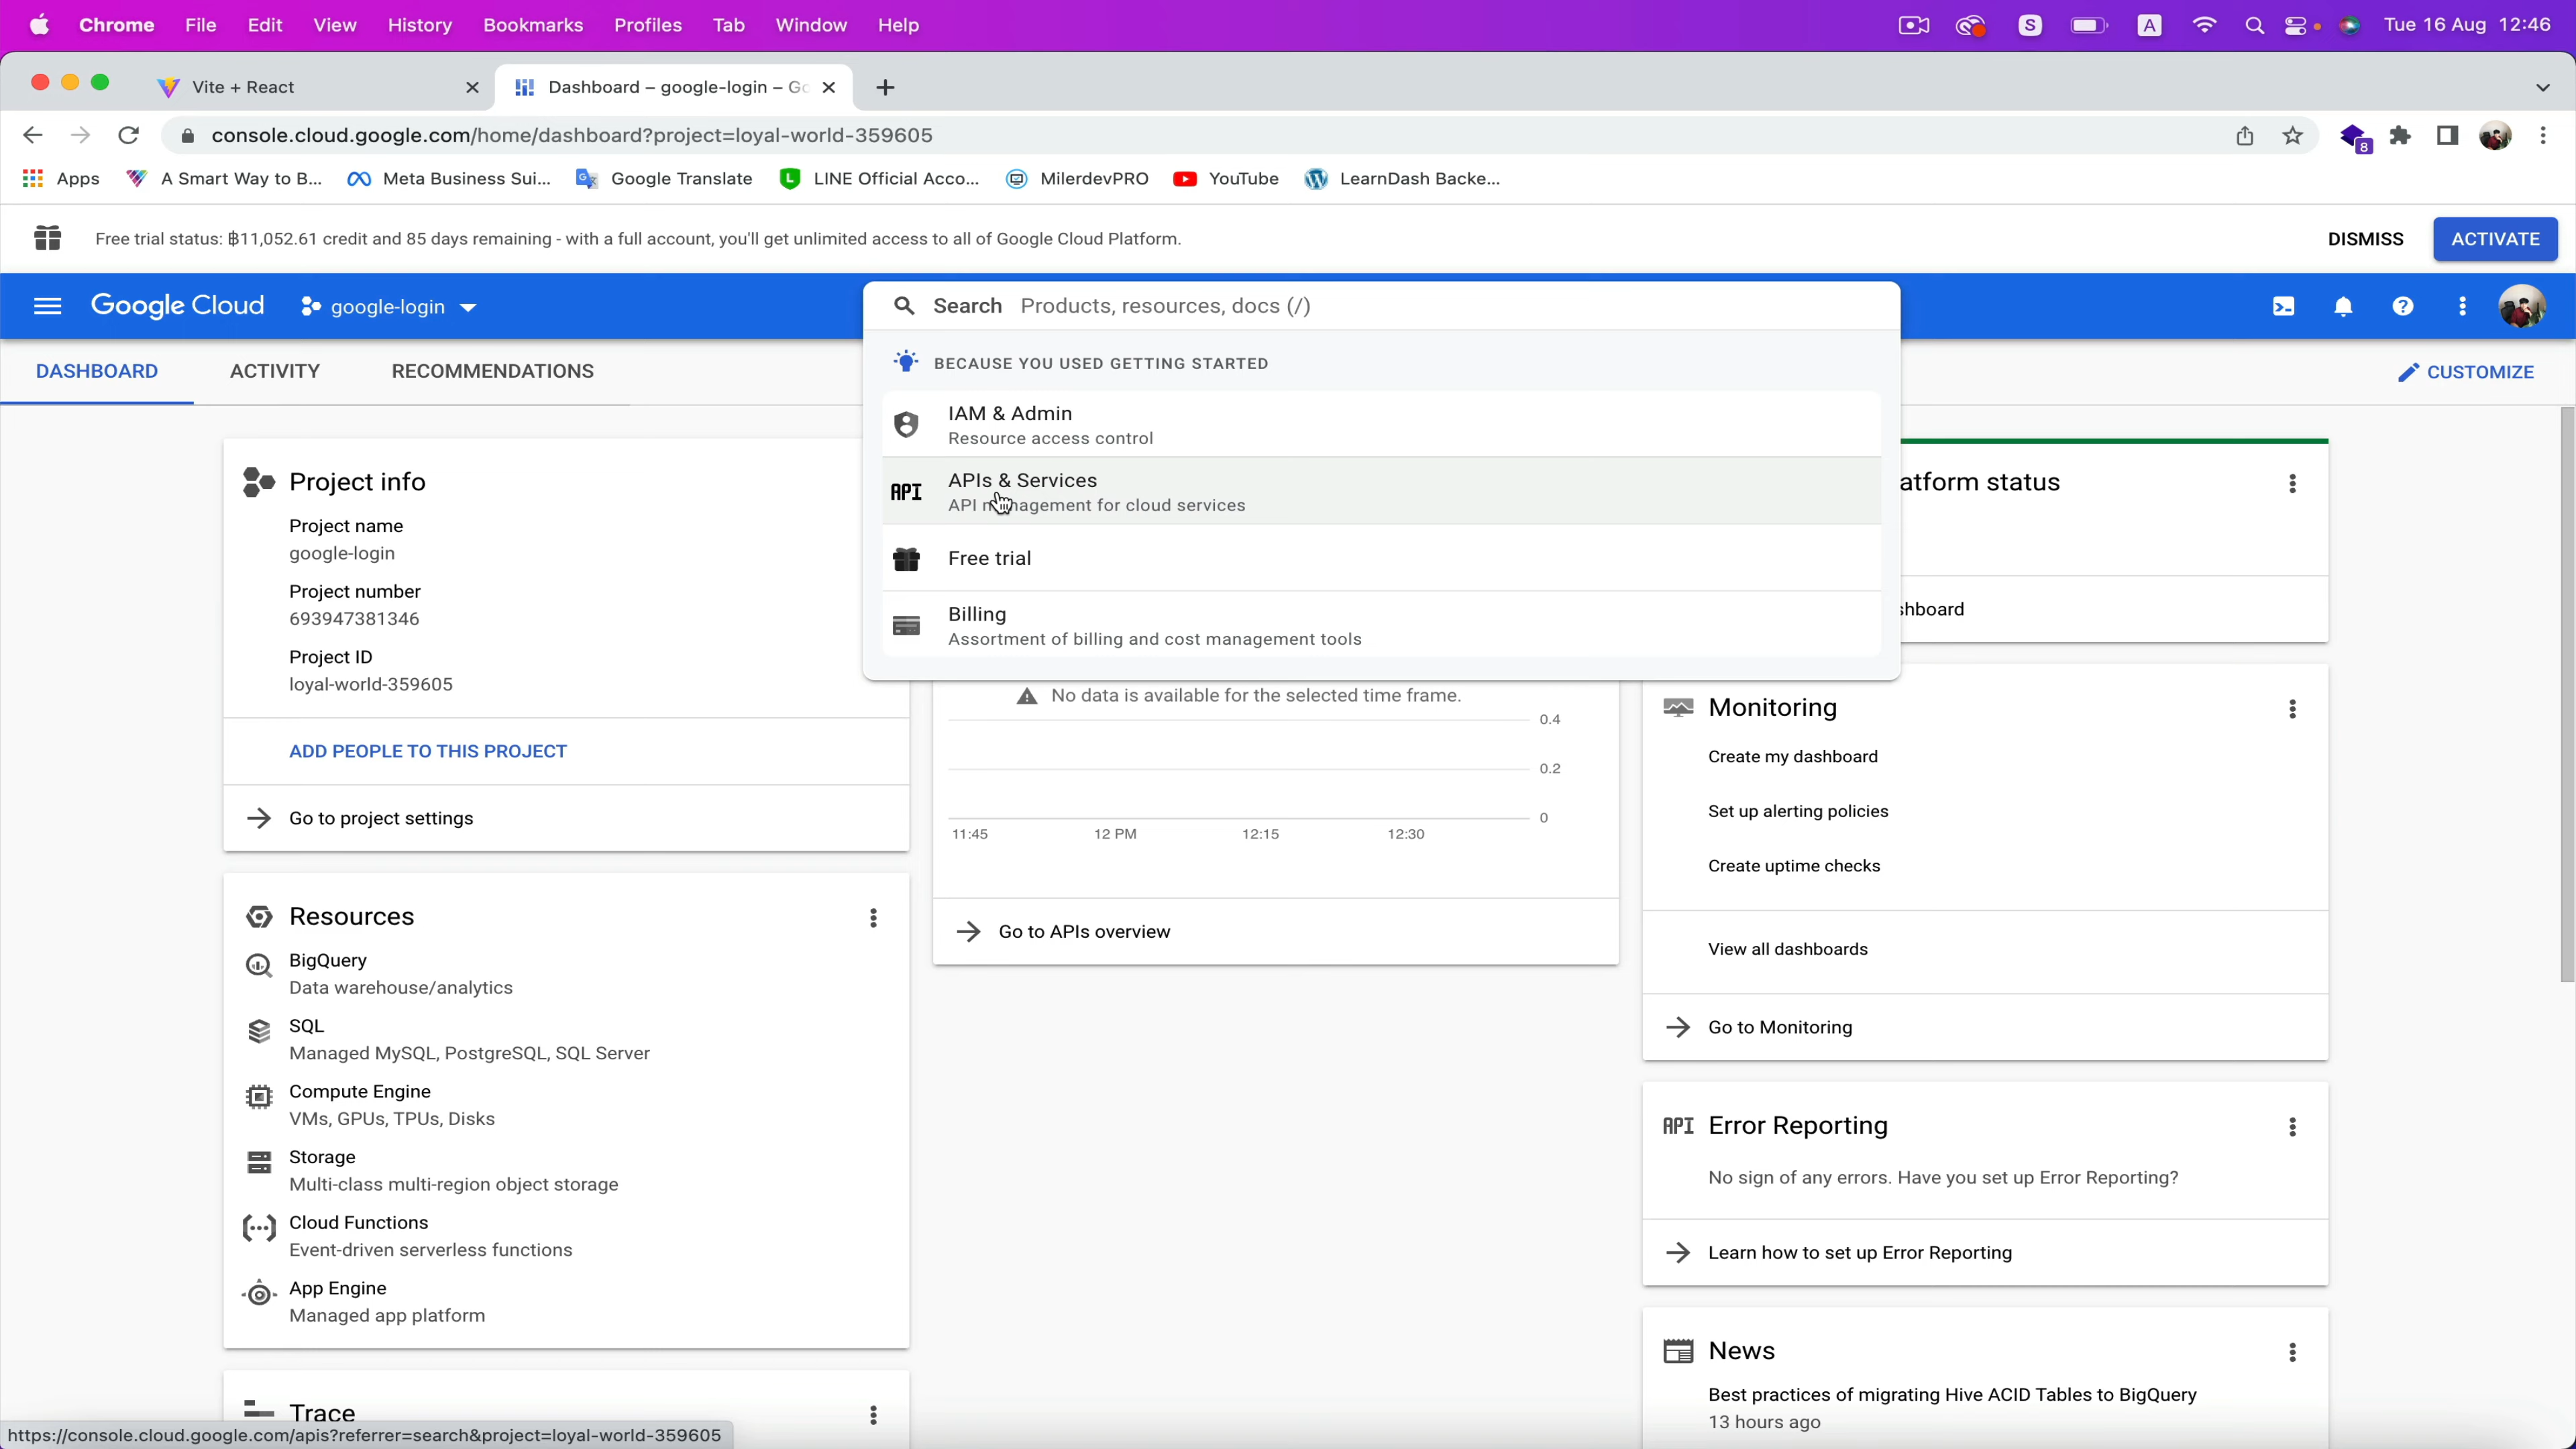 Chrome File Edit View History Bookmarks Profiles Tab Window Help S A Tue 16 Aug 12:46
Vite + React Dashboard – google-login – Go
console.cloud.google.com/home/dashboard?project=loyal-world-359605 8
Apps A Smart Way to B... Meta Business Sui... Google Translate LINE Official Acco... MilerdevPRO YouTube LearnDash Backe...
Free trial status: ฿11,052.61 credit and 85 days remaining - with a full account, you'll get unlimited access to all of Google Cloud Platform. DISMISS ACTIVATE
Google Cloud google-login Search Products, resources, docs (/)
DASHBOARD ACTIVITY RECOMMENDATIONS CUSTOMIZE
BECAUSE YOU USED GETTING STARTED
IAM & Admin
Resource access control
API APIs & Services
API management for cloud services
Free trial
Billing
Assortment of billing and cost management tools
Project info
Project name
google-login
Project number
693947381346
Project ID
loyal-world-359605
ADD PEOPLE TO THIS PROJECT
Go to project settings
Resources
BigQuery
Data warehouse/analytics
SQL
Managed MySQL, PostgreSQL, SQL Server
Compute Engine
VMs, GPUs, TPUs, Disks
Storage
Multi-class multi-region object storage
Cloud Functions
Event-driven serverless functions
App Engine
Managed app platform
Trace
No data is available for the selected time frame.
0.4
0.2
0
11:45 12 PM 12:15 12:30
Go to APIs overview
atform status
shboard
Monitoring
Create my dashboard
Set up alerting policies
Create uptime checks
View all dashboards
Go to Monitoring
API Error Reporting
No sign of any errors. Have you set up Error Reporting?
Learn how to set up Error Reporting
News
Best practices of migrating Hive ACID Tables to BigQuery
13 hours ago
https://console.cloud.google.com/apis?referrer=search&project=loyal-world-359605